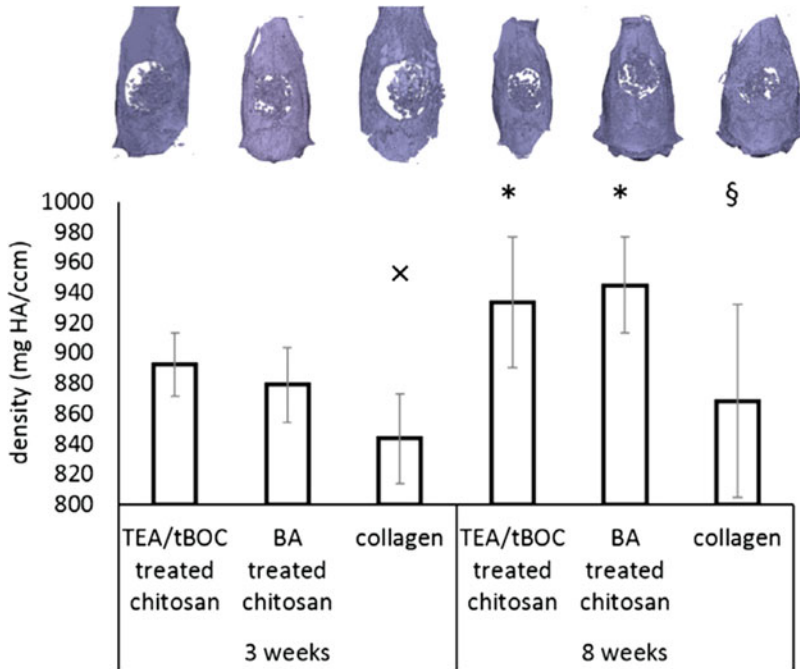 * * §
×
1000
980
960
940
920
900
880
860
840
820
800
density (mg HA/ccm)
TEA/tBOC treated chitosan
BA treated chitosan
collagen
TEA/tBOC treated chitosan
BA treated chitosan
collagen
3 weeks
8 weeks